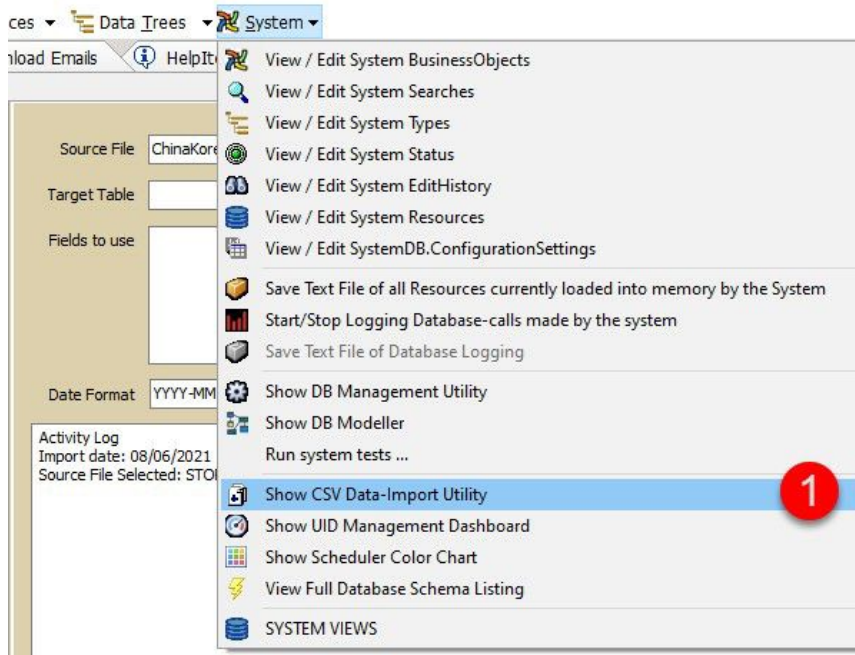 ces Data Trees System
nload Emails HelpIte
View / Edit System BusinessObjects
View / Edit System Searches
View / Edit System Types
View / Edit System Status
View / Edit System EditHistory
View / Edit System Resources
View / Edit SystemDB.ConfigurationSettings
Save Text File of all Resources currently loaded into memory by the System
Start/Stop Logging Database-calls made by the system
Save Text File of Database Logging
Show DB Management Utility
Show DB Modeller
Run system tests ...
Show CSV Data-Import Utility 1
Show UID Management Dashboard
Show Scheduler Color Chart
View Full Database Schema Listing
SYSTEM VIEWS
Source File ChinaKore
Target Table
Fields to use
Date Format YYYY-MM
Activity Log
Import date: 08/06/2021
Source File Selected: STO